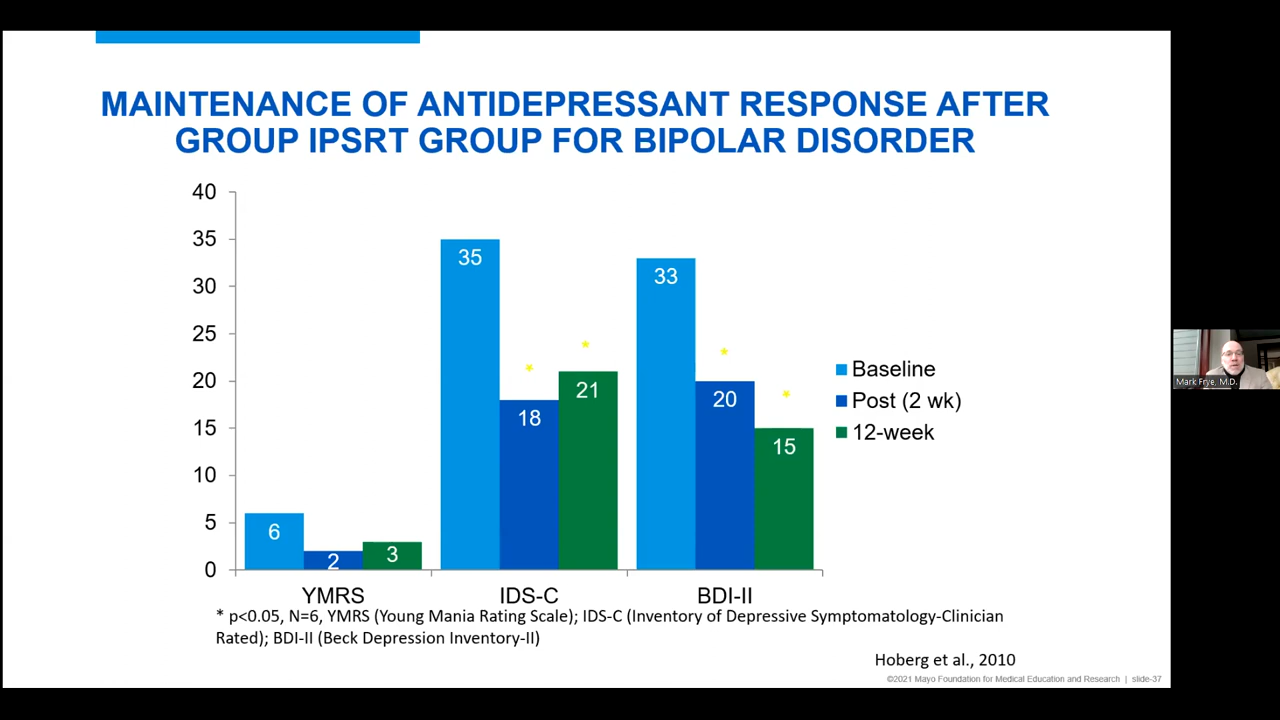 MAINTENANCE OF ANTIDEPRESSANT RESPONSE AFTER
GROUP IPSRT GROUP FOR BIPOLAR DISORDER
40
35
30
25
20
15
10
5
0
6
2
3
35
18
*
21
*
33
20
*
15
*
YMRS
IDS-C
BDI-II
Baseline
Post (2 wk)
12-week
Mark Frye, M.D.
* p<0.05, N=6, YMRS (Young Mania Rating Scale); IDS-C (Inventory of Depressive Symptomatology-Clinician
Rated); BDI-II (Beck Depression Inventory-II)
Hoberg et al., 2010
©2021 Mayo Foundation for Medical Education and Research | slide-37